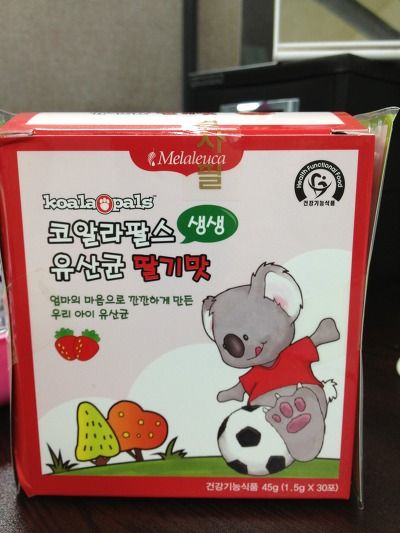 Melaleuca
Health Functional Food
건강기능식품
koala pals
코알라팔스 생생
유산균 딸기맛
엄마의 마음으로 깐깐하게 만든
우리 아이 유산균
건강기능식품 45g (1.5g X 30포)